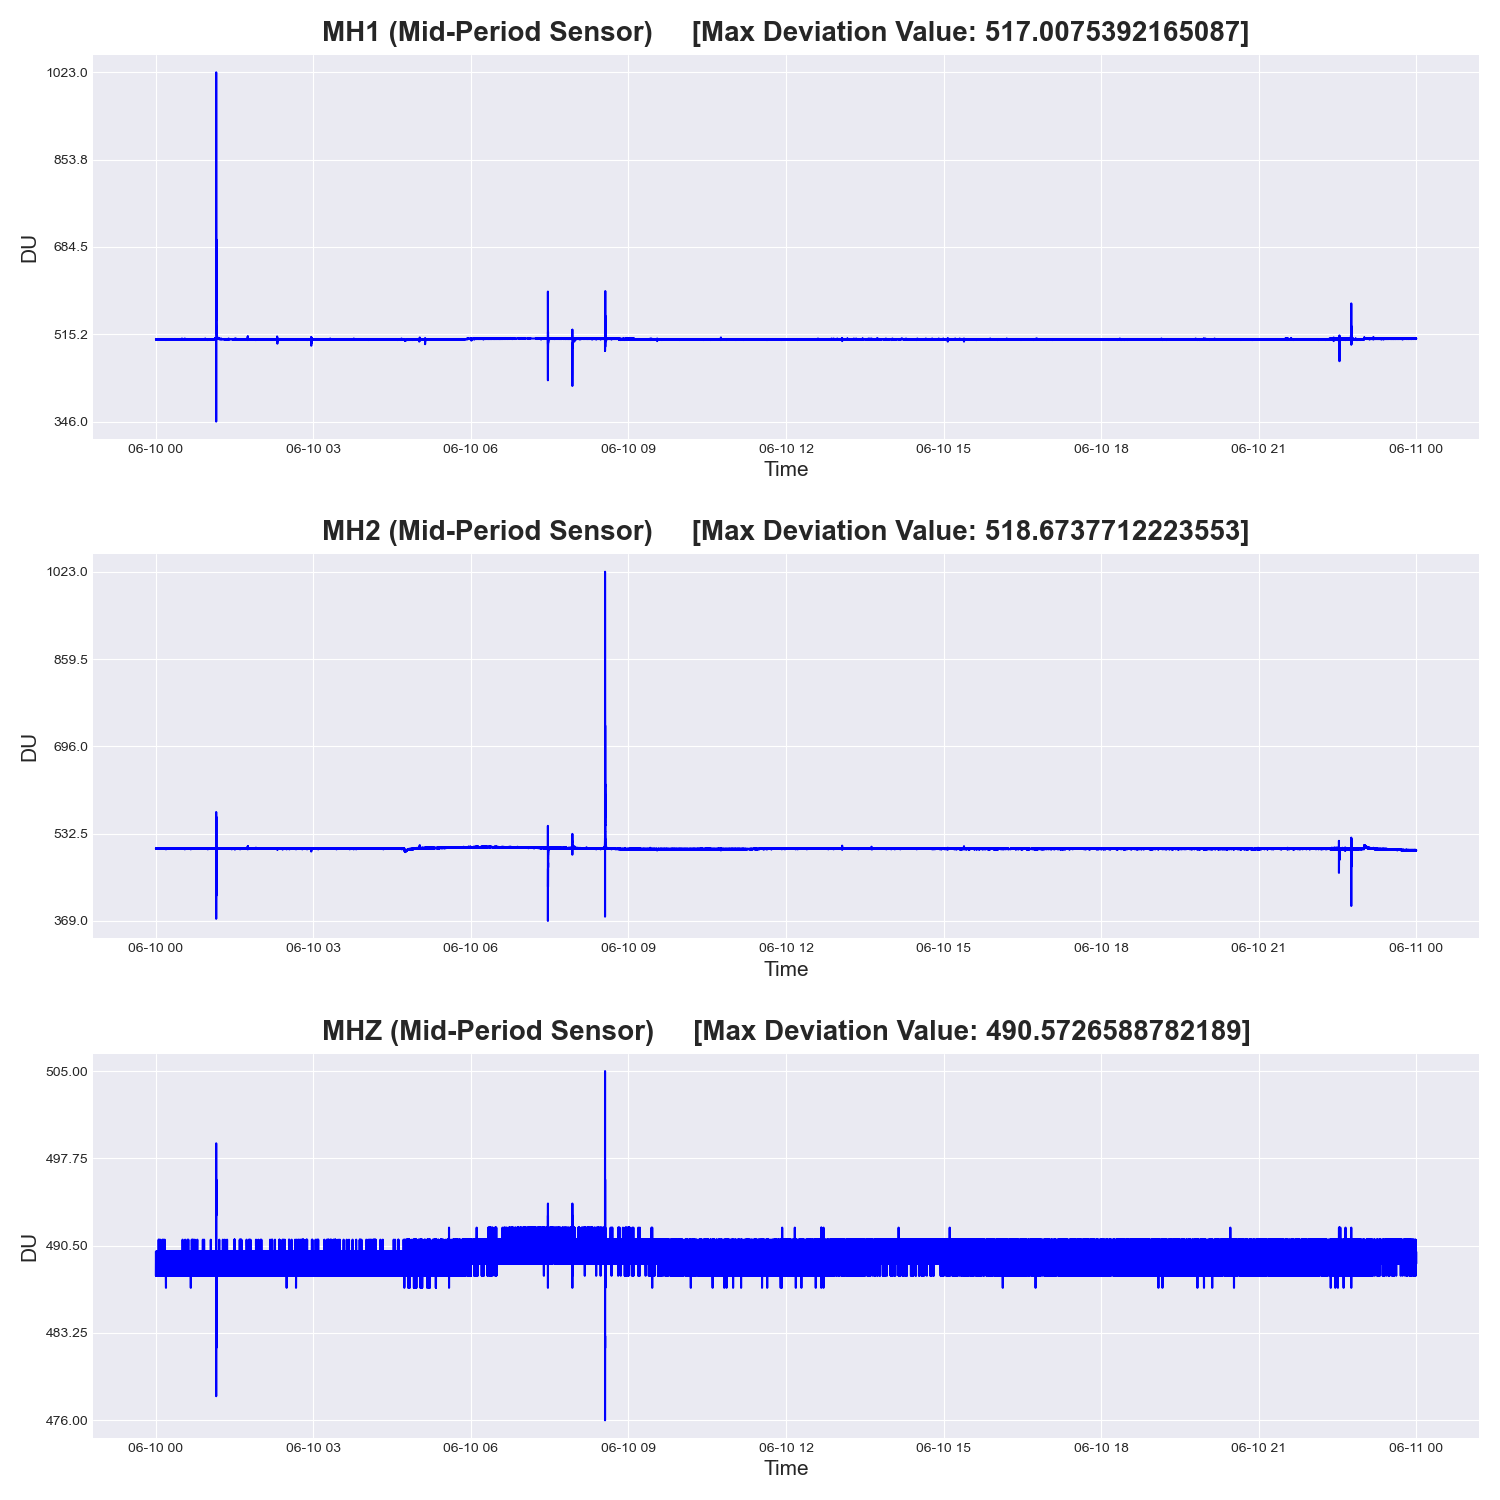 MH1 (Mid-Period Sensor) [Max Deviation Value: 517.0075392165087]
1023.0
853.8
684.5
515.2
346.0
DU
06-10 00 06-10 03 06-10 06 06-10 09 06-10 12 06-10 15 06-10 18 06-10 21 06-11 00
Time
MH2 (Mid-Period Sensor) [Max Deviation Value: 518.6737712223553]
1023.0
859.5
696.0
532.5
369.0
DU
06-10 00 06-10 03 06-10 06 06-10 09 06-10 12 06-10 15 06-10 18 06-10 21 06-11 00
Time
MHZ (Mid-Period Sensor) [Max Deviation Value: 490.5726588782189]
505.00
497.75
490.50
483.25
476.00
DU
06-10 00 06-10 03 06-10 06 06-10 09 06-10 12 06-10 15 06-10 18 06-10 21 06-11 00
Time